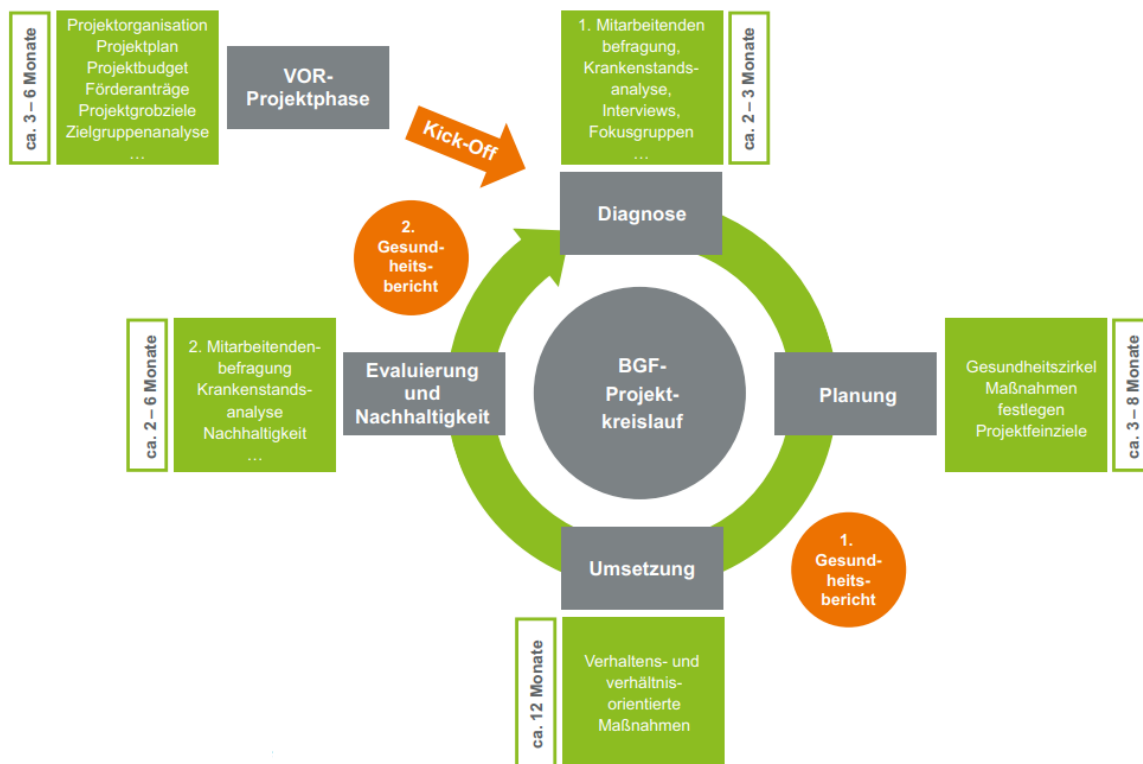 ca. 3 – 6 Monate
Projektorganisation
Projektplan
Projektbudget
Förderanträge
Projektgrobziele
Zielgruppenanalyse
…
VOR-
Projektphase
Kick-Off
1. Mitarbeitenden
befragung,
Krankenstands-
analyse,
Interviews,
Fokusgruppen
…
ca. 2 – 3 Monate
Diagnose
2.
Gesund-
heits-
bericht
ca. 2 – 6 Monate
2. Mitarbeitenden-
befragung
Krankenstands-
analyse
Nachhaltigkeit
…
Evaluierung
und
Nachhaltigkeit
BGF-
Projekt-
kreislauf
Planung
Gesundheitszirkel
Maßnahmen
festlegen
Projektfeinziele
ca. 3 – 8 Monate
1.
Gesund-
heits-
bericht
Umsetzung
ca. 12 Monate
Verhaltens- und
verhältnis-
orientierte
Maßnahmen